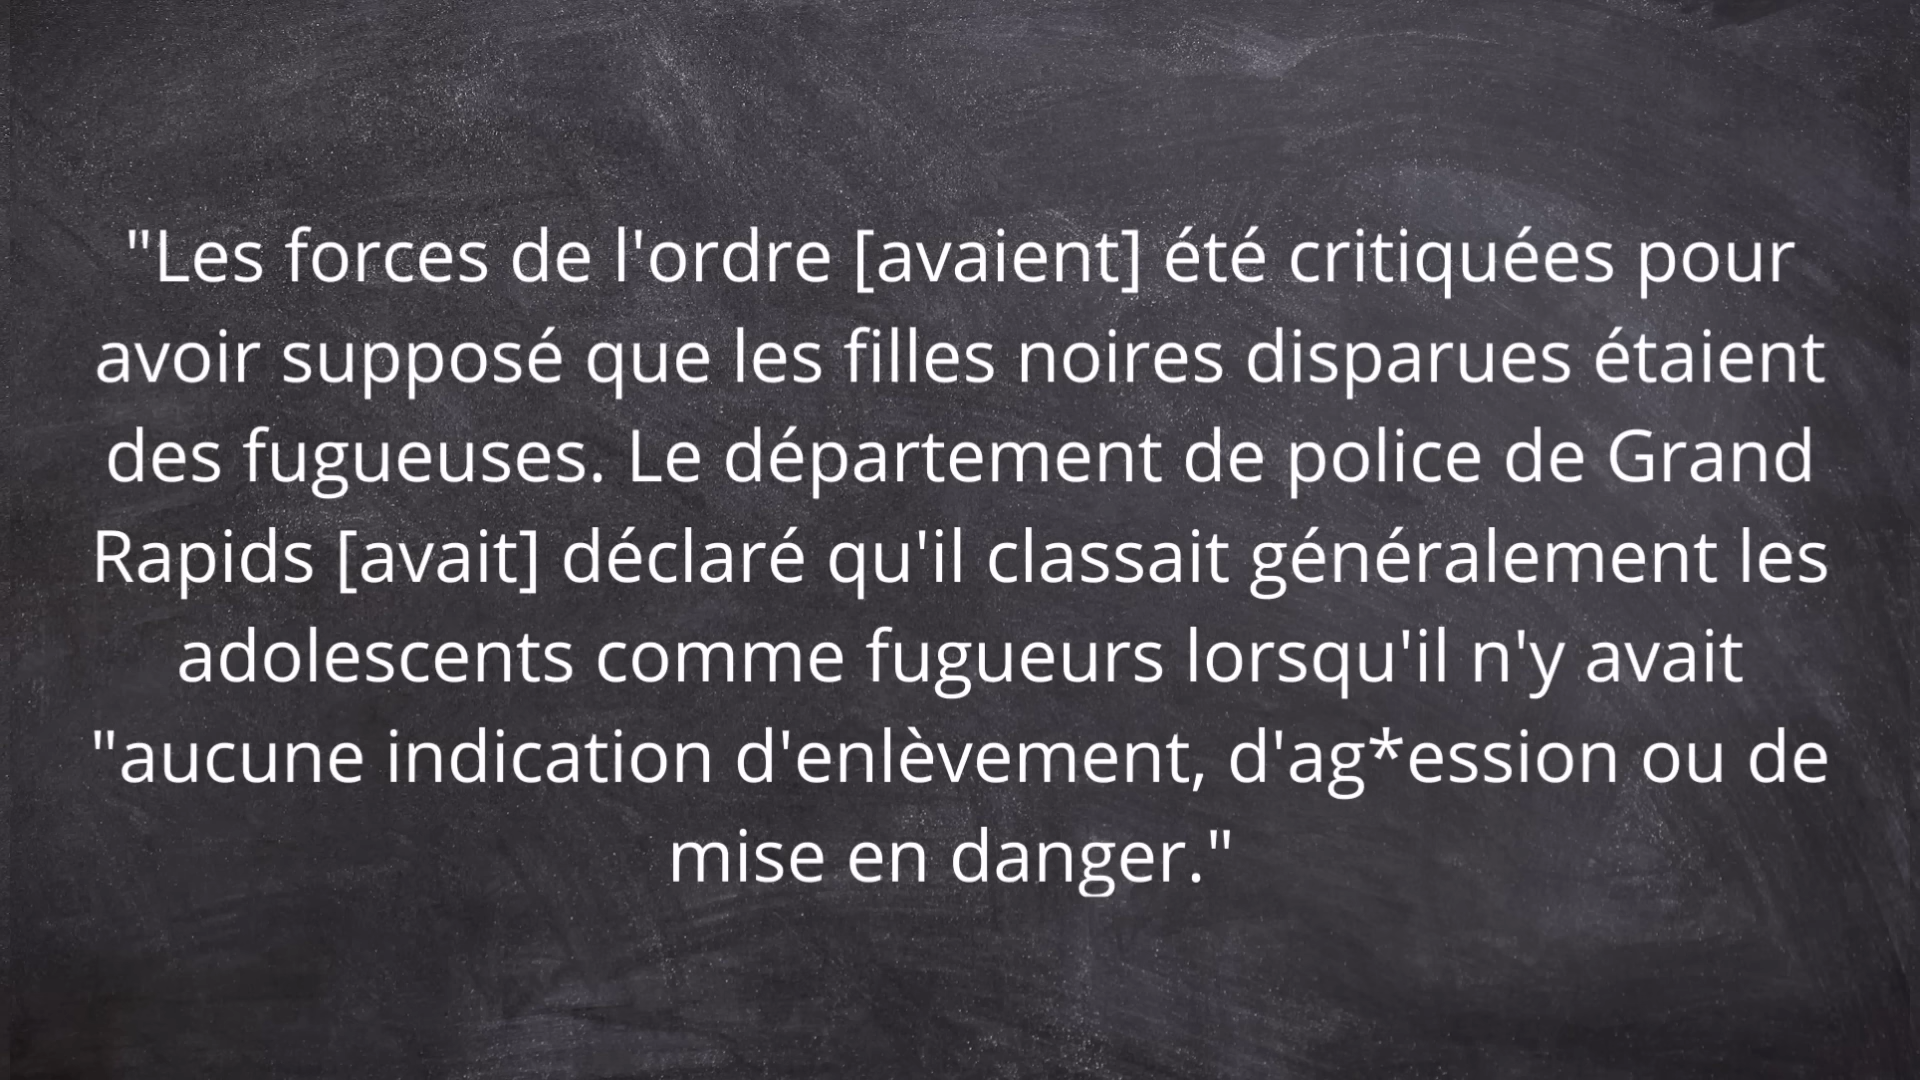 "Les forces de l'ordre [avaient] été critiquées pour
avoir supposé que les filles noires disparues étaient
des fugueuses. Le département de police de Grand
Rapids [avait] déclaré qu'il classait généralement les
adolescents comme fugueurs lorsqu'il n'y avait
"aucune indication d'enlèvement, d'ag*ession ou de
mise en danger."